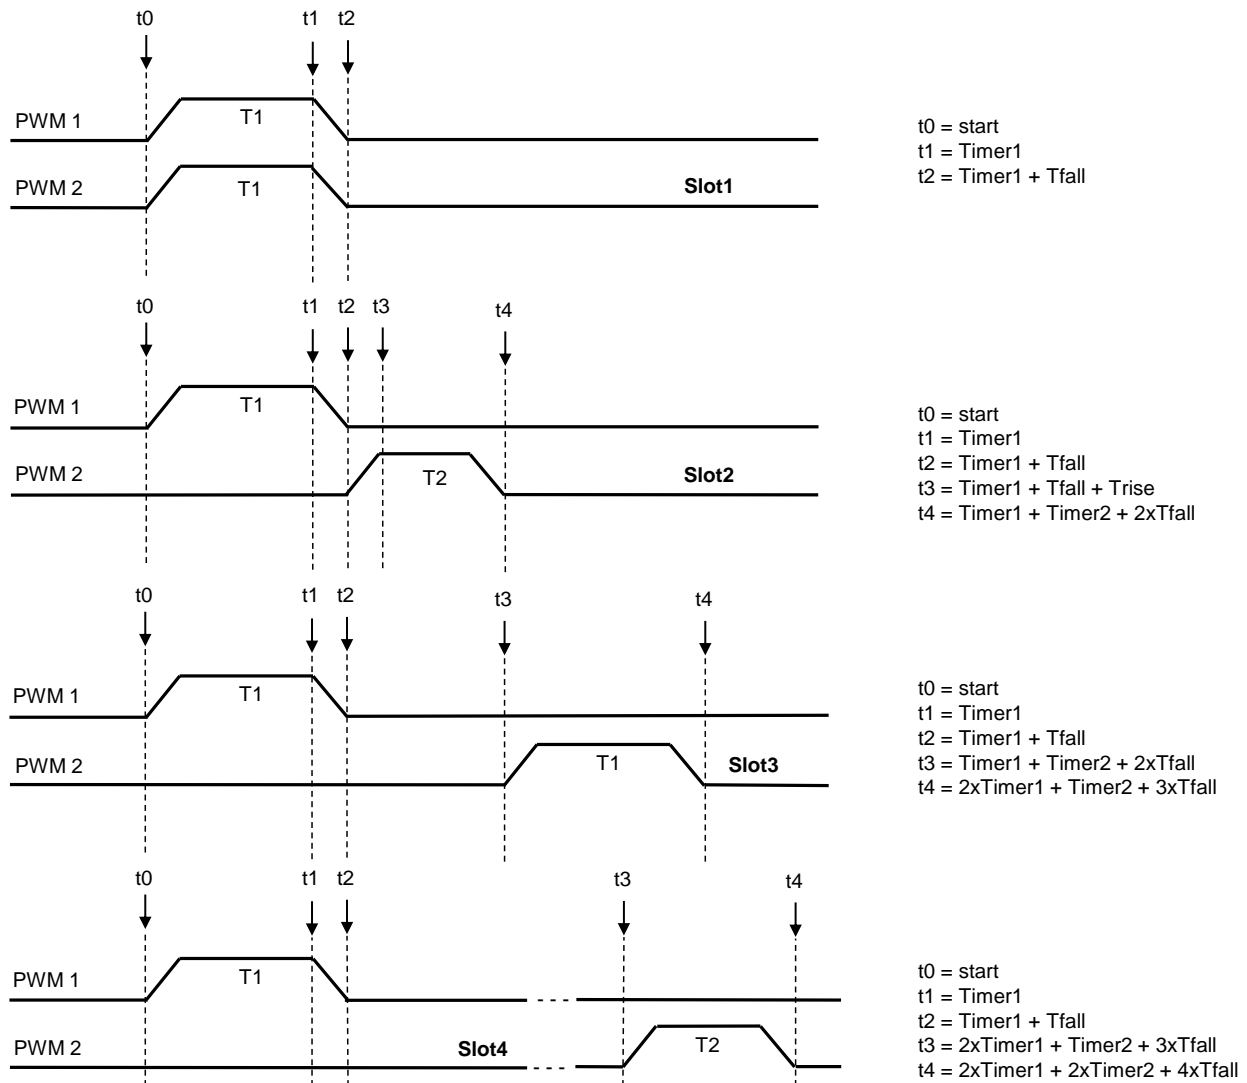 t0 t1 t2
PWM 1 T1
PWM 2 T1 Slot1
t0 = start
t1 = Timer1
t2 = Timer1 + Tfall
t0 t1 t2 t3 t4
PWM 1 T1
PWM 2 T2 Slot2
t0 = start
t1 = Timer1
t2 = Timer1 + Tfall
t3 = Timer1 + Tfall + Trise
t4 = Timer1 + Timer2 + 2xTfall
t0 t1 t2 t3 t4
PWM 1 T1
PWM 2 T1 Slot3
t0 = start
t1 = Timer1
t2 = Timer1 + Tfall
t3 = Timer1 + Timer2 + 2xTfall
t4 = 2xTimer1 + Timer2 + 3xTfall
t0 t1 t2 t3 t4
PWM 1 T1
PWM 2 Slot4 T2
t0 = start
t1 = Timer1
t2 = Timer1 + Tfall
t3 = 2xTimer1 + Timer2 + 3xTfall
t4 = 2xTimer1 + 2xTimer2 + 4xTfall